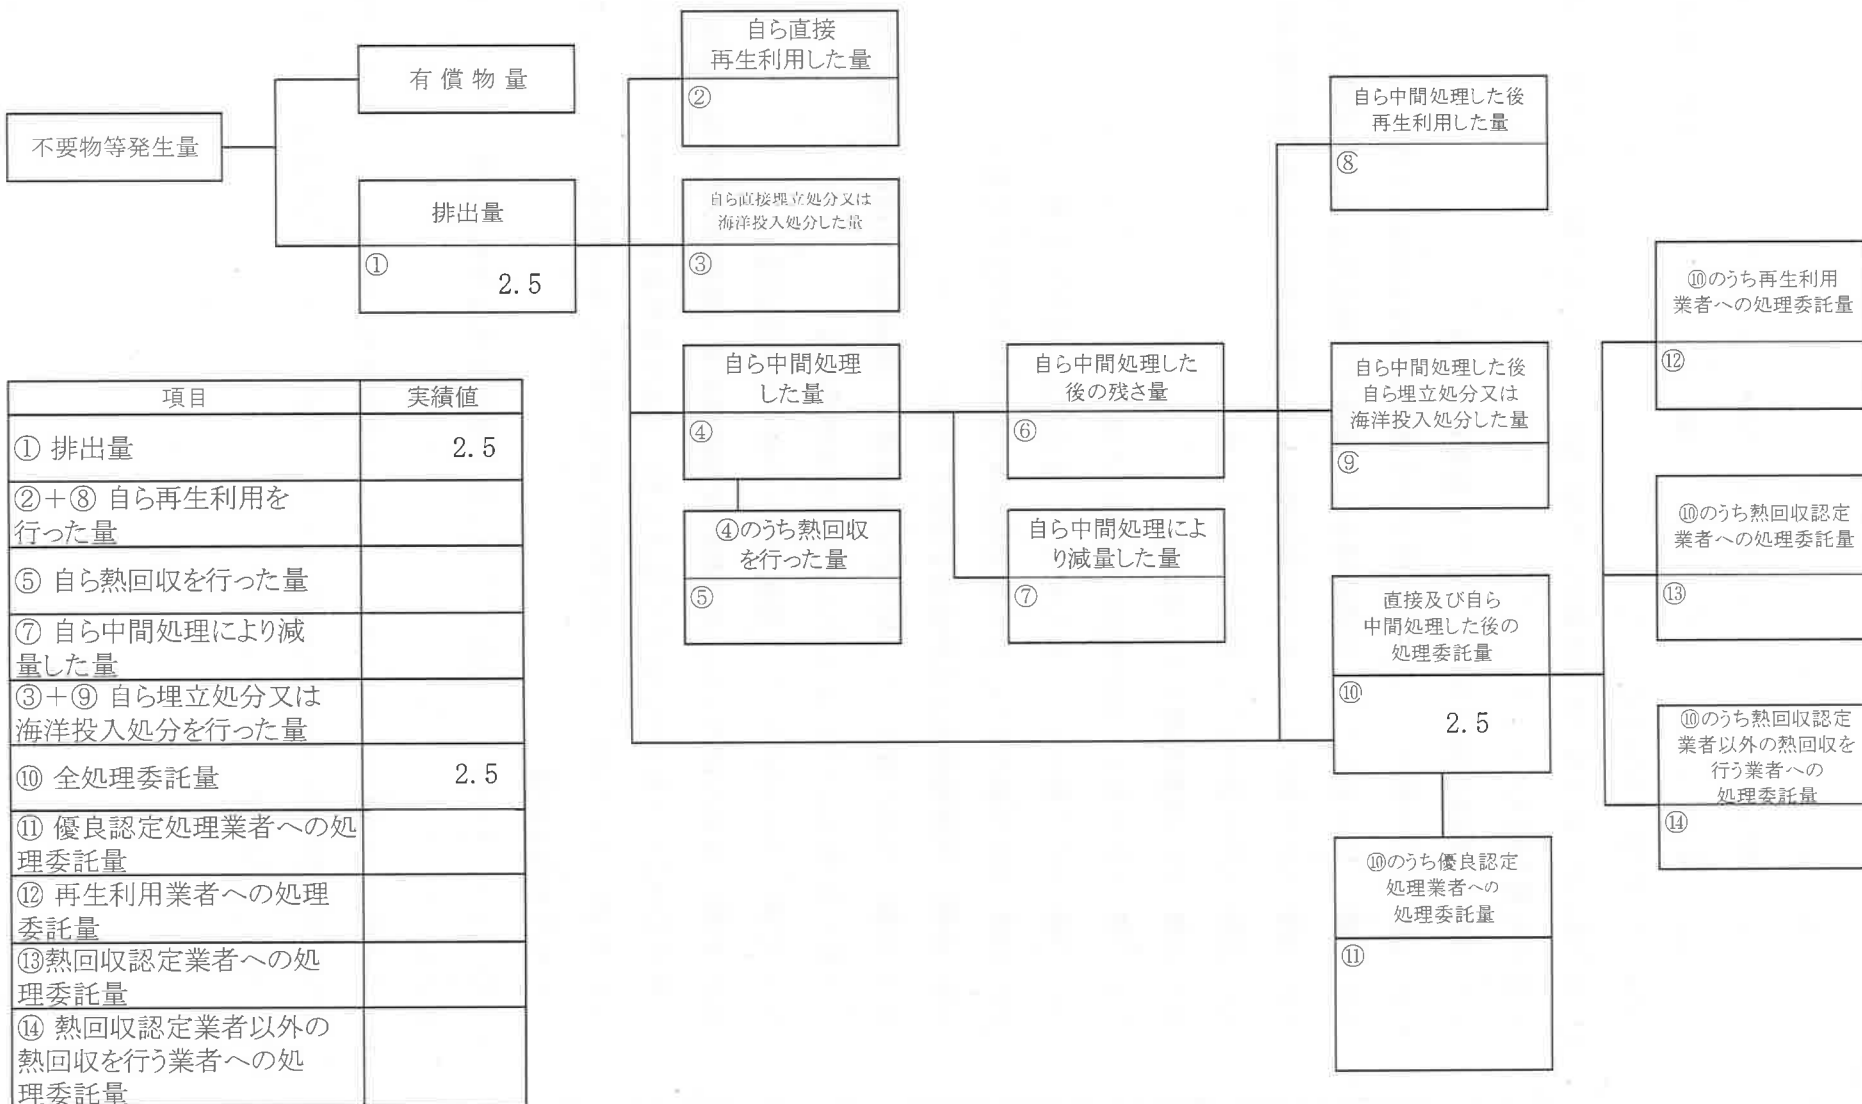 不要物等発生量
有償物量
排出量
①
2.5
自ら直接
再生利用した量
②
自ら直接埋立処分又は
海洋投入処分した量
③
自ら中間処理
した量
④
④のうち熱回収
を行った量
⑤
自ら中間処理した
後の残さ量
⑥
自ら中間処理によ
り減量した量
⑦
自ら中間処理した後
再生利用した量
⑧
自ら中間処理した後
自ら埋立処分又は
海洋投入処分した量
⑨
直接及び自ら
中間処理した後の
処理委託量
⑩
2.5
⑩のうち優良認定
処理業者への
処理委託量
⑪
⑩のうち再生利用
業者への処理委託量
⑫
⑩のうち熱回収認定
業者への処理委託量
⑬
⑩のうち熱回収認定
業者以外の熱回収を
行う業者への
処理委託量
⑭
項目 実績値
① 排出量 2.5
②+⑧ 自ら再生利用を
行った量
⑤ 自ら熱回収を行った量
⑦ 自ら中間処理により減
量した量
③+⑨ 自ら埋立処分又は
海洋投入処分を行った量
⑩ 全処理委託量 2.5
⑪ 優良認定処理業者への処
理委託量
⑫ 再生利用業者への処理
委託量
⑬熱回収認定業者への処
理委託量
⑭ 熱回収認定業者以外の
熱回収を行う業者への処
理委託量